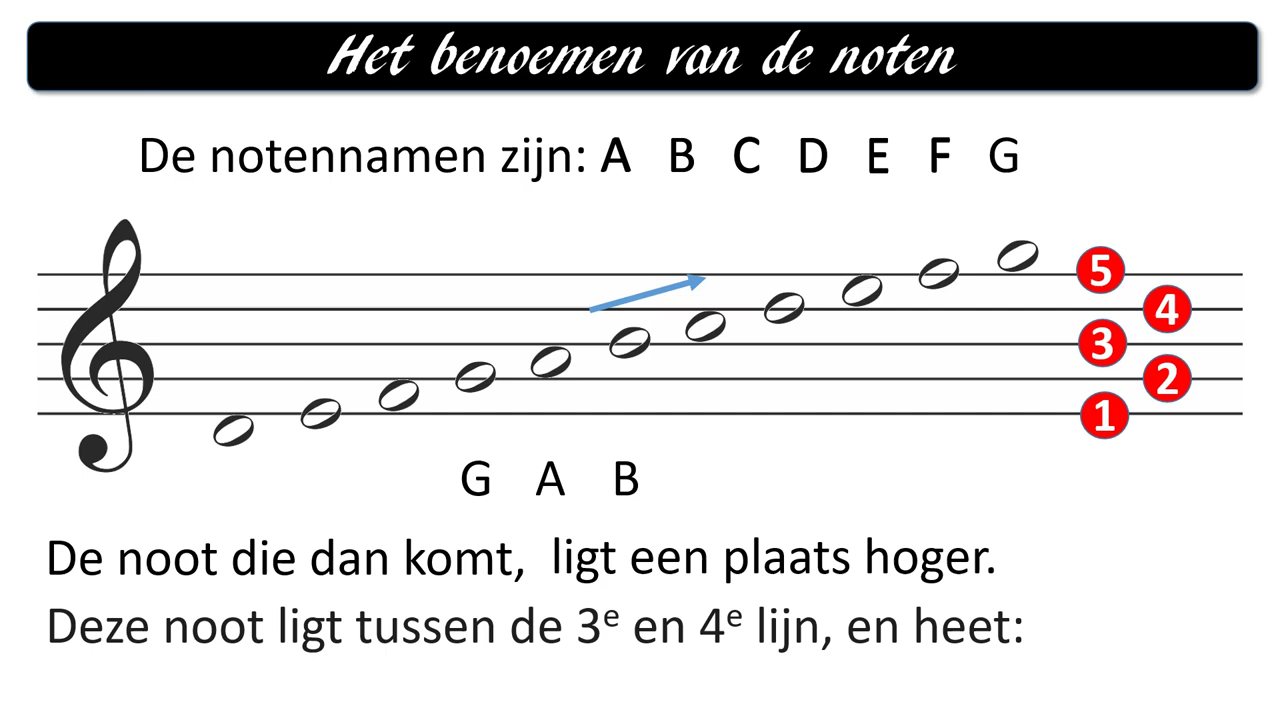 Het benoemen van de noten
De notennamen zijn: A B C D E F G
5
4
3
2
1
G A B
De noot die dan komt, ligt een plaats hoger.
Deze noot ligt tussen de 3e en 4e lijn, en heet: